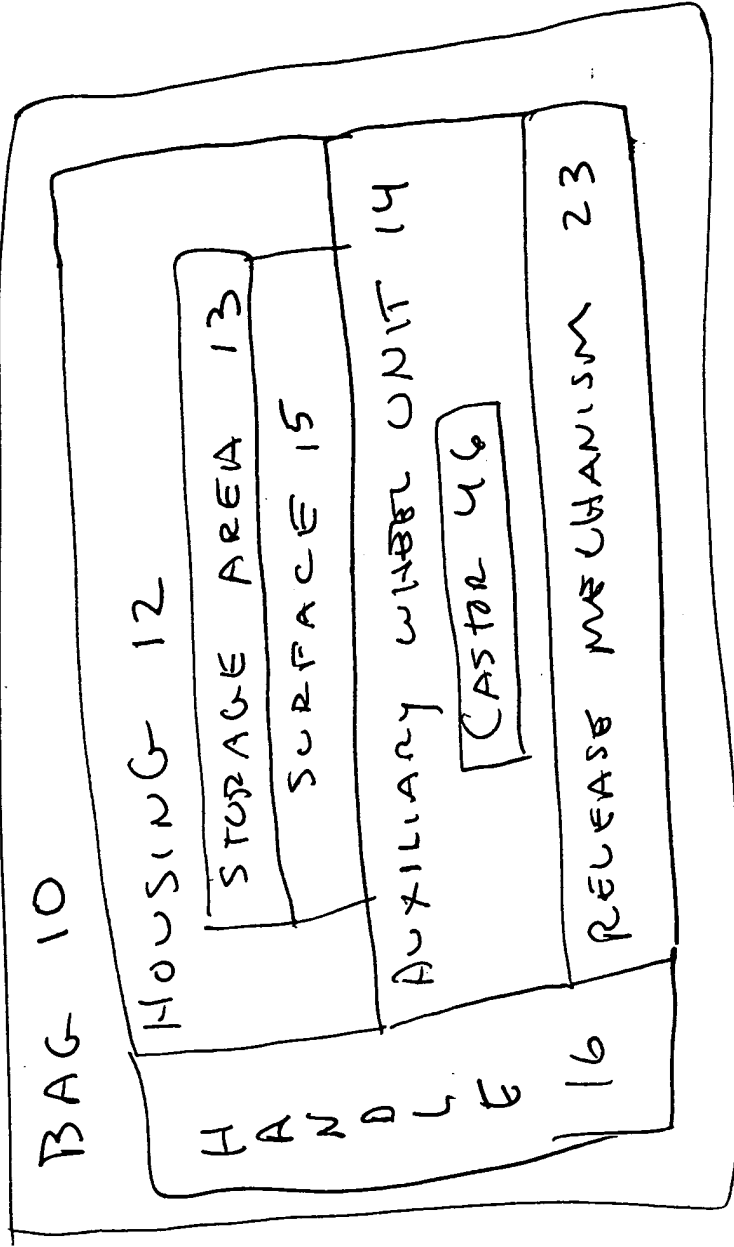 BAG 10
HOUSING 12
STORAGE AREA 13
SURFACE 15
AUXILIARY WHEEL UNIT 14
CASTOR 46
RELEASE MECHANISM 23
HANDLE 16